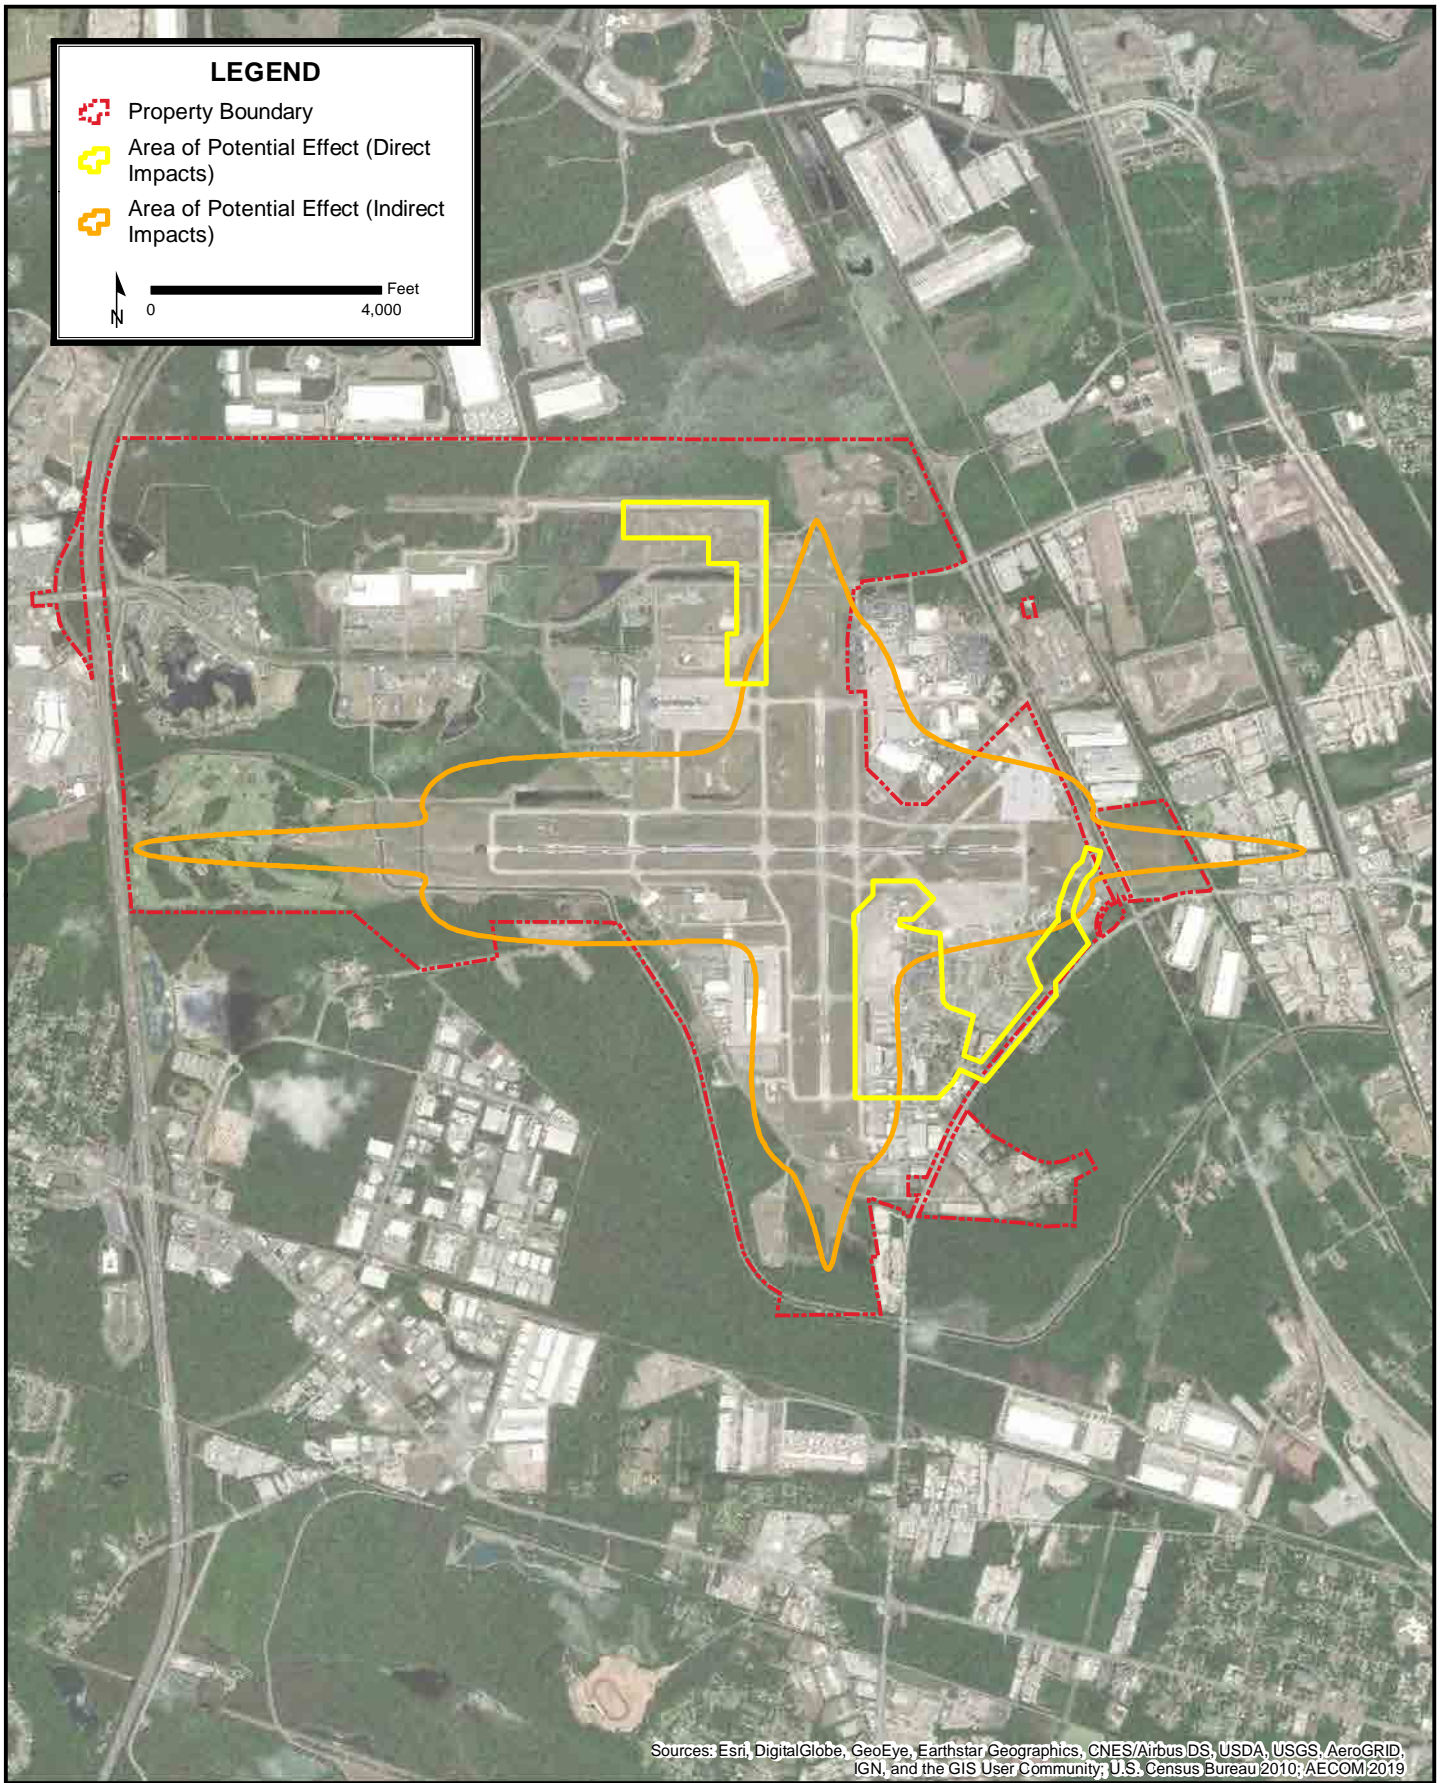 LEGEND
Property Boundary
Area of Potential Effect (Direct
Impacts)
Area of Potential Effect (Indirect
Impacts)
Feet
0 4,000
N
Sources: Esri, DigitalGlobe, GeoEye, Earthstar Geographics, CNES/Airbus DS, USDA, USGS, AeroGRID,
IGN, and the GIS User Community; U.S. Census Bureau 2010; AECOM 2019